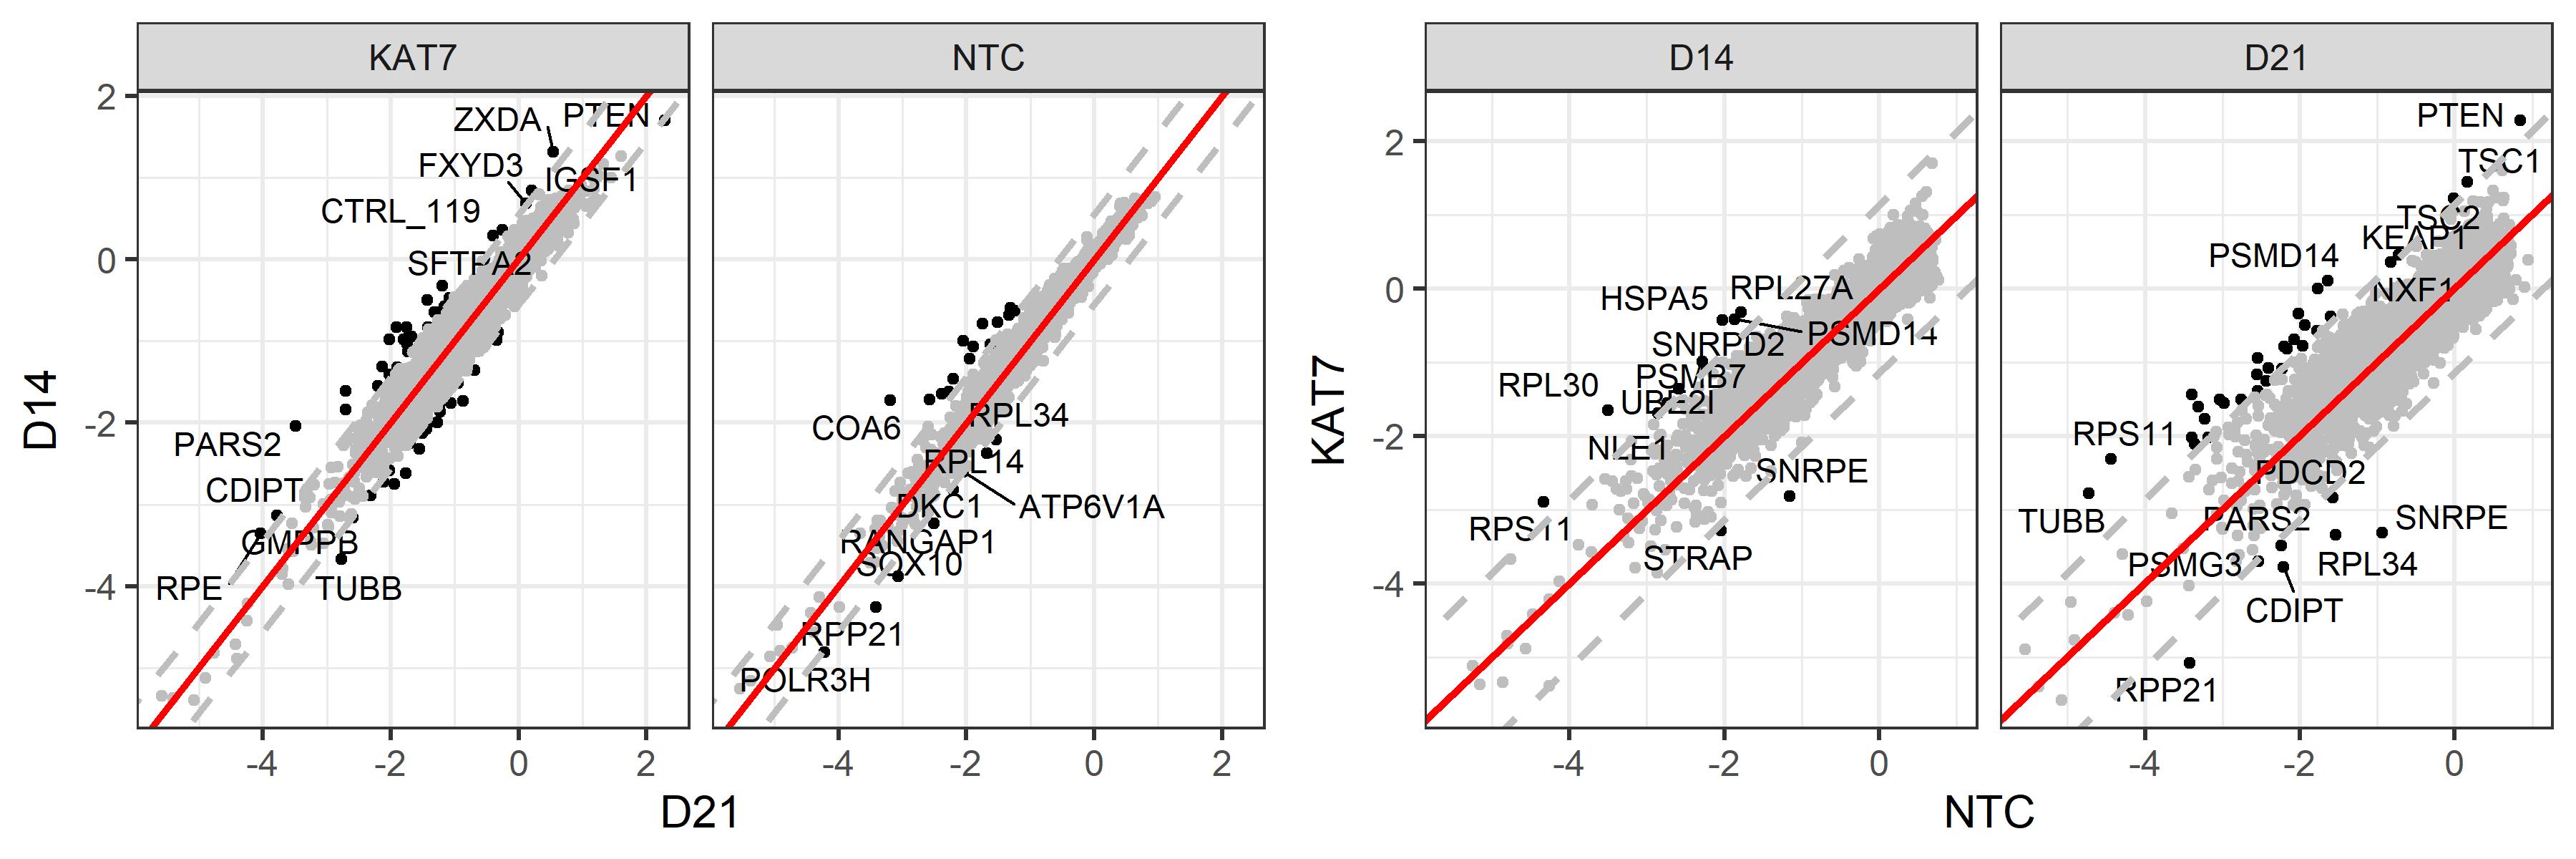 KAT7
NTC
D14
D21
2
0
-2
-4
D14
ZXDA
PTEN
FXYD3
IGSF1
CTRL_119
SFTPA2
PARS2
CDIPT
GMPPB
RPE
TUBB
COA6
RPL34
RPL14
DKC1
ATP6V1A
RANGAP1
SOX10
RPP21
POLR3H
-4
-2
0
2
-4
-2
0
2
D21
2
0
-2
-4
KAT7
HSPA5
RPL27A
PSMD14
SNRPD2
PSMB7
RPL30
UBE2I
NLE1
SNRPE
RPS11
STRAP
PTEN
TSC1
TSC2
KEAP1
PSMD14
NXF1
RPS11
PDCD2
TUBB
PARS2
SNRPE
PSMG3
RPL34
CDIPT
RPP21
-4
-2
0
-4
-2
0
NTC